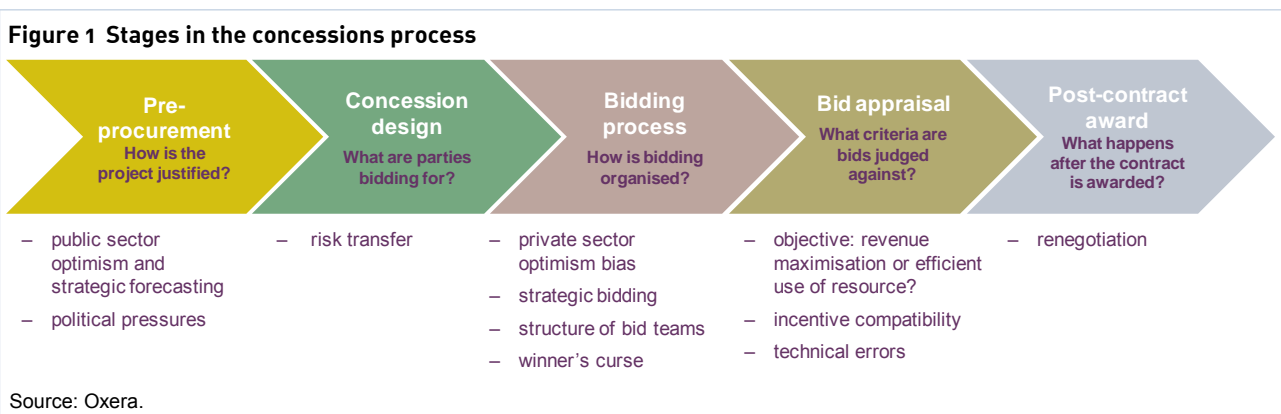 Figure 1 Stages in the concessions process
Pre-
procurement
How is the
project justified?
Concession
design
What are parties
bidding for?
Bidding
process
How is bidding
organised?
Bid appraisal
What criteria are
bids judged
against?
Post-contract
award
What happens
after the contract
is awarded?
– public sector
optimism and
strategic forecasting
– political pressures
– risk transfer
– private sector
optimism bias
– strategic bidding
– structure of bid teams
– winner's curse
– objective: revenue
maximisation or efficient
use of resource?
– incentive compatibility
– technical errors
– renegotiation
Source: Oxera.